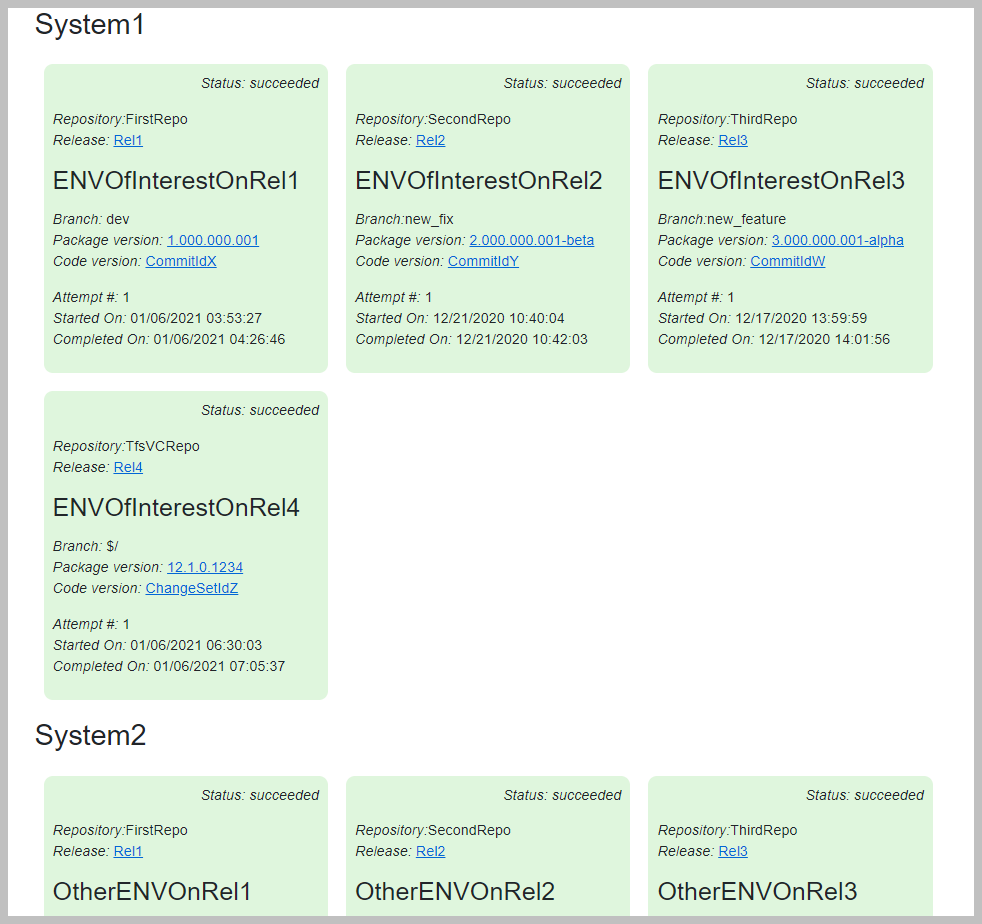 System1
Status: succeeded
Repository:FirstRepo
Release: Rel1
ENVOfInterestOnRel1
Branch: dev
Package version: 1.000.000.001
Code version: CommitIdX
Attempt #: 1
Started On: 01/06/2021 03:53:27
Completed On: 01/06/2021 04:26:46
Status: succeeded
Repository:SecondRepo
Release: Rel2
ENVOfInterestOnRel2
Branch:new_fix
Package version: 2.000.000.001-beta
Code version: CommitIdY
Attempt #: 1
Started On: 12/21/2020 10:40:04
Completed On: 12/21/2020 10:42:03
Status: succeeded
Repository:ThirdRepo
Release: Rel3
ENVOfInterestOnRel3
Branch:new_feature
Package version: 3.000.000.001-alpha
Code version: CommitIdW
Attempt #: 1
Started On: 12/17/2020 13:59:59
Completed On: 12/17/2020 14:01:56
Status: succeeded
Repository:TfsVCRepo
Release: Rel4
ENVOfInterestOnRel4
Branch: $/
Package version: 12.1.0.1234
Code version: ChangeSetIdZ
Attempt #: 1
Started On: 01/06/2021 06:30:03
Completed On: 01/06/2021 07:05:37
System2
Status: succeeded
Repository:FirstRepo
Release: Rel1
OtherENVOnRel1
Status: succeeded
Repository:SecondRepo
Release: Rel2
OtherENVOnRel2
Status: succeeded
Repository:ThirdRepo
Release: Rel3
OtherENVOnRel3